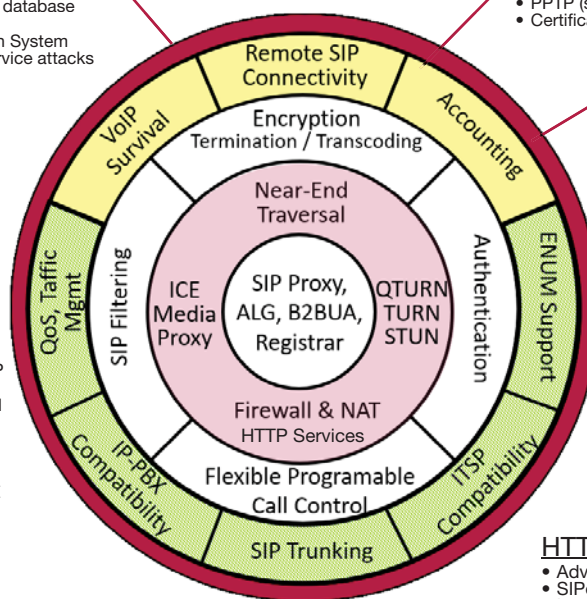 database
n System
rvice attacks
• PPTP (s
• Certifica
Remote SIP
Connectivity
VoIP
Survival
Accounting
Encryption
Termination / Transcoding
Near-End
Traversal
QoS, Taffic
Mgmt
SIP Filtering
ICE
Media
Proxy
SIP Proxy,
ALG, B2BUA,
Registrar
QTURN
TURN
STUN
Authentication
ENUM Support
Firewall & NAT
HTTP Services
Flexible Programable
Call Control
IP-PBX
Compatibility
SIP Trunking
ITSP
Compatibility
HTT
• Adv
• SIP